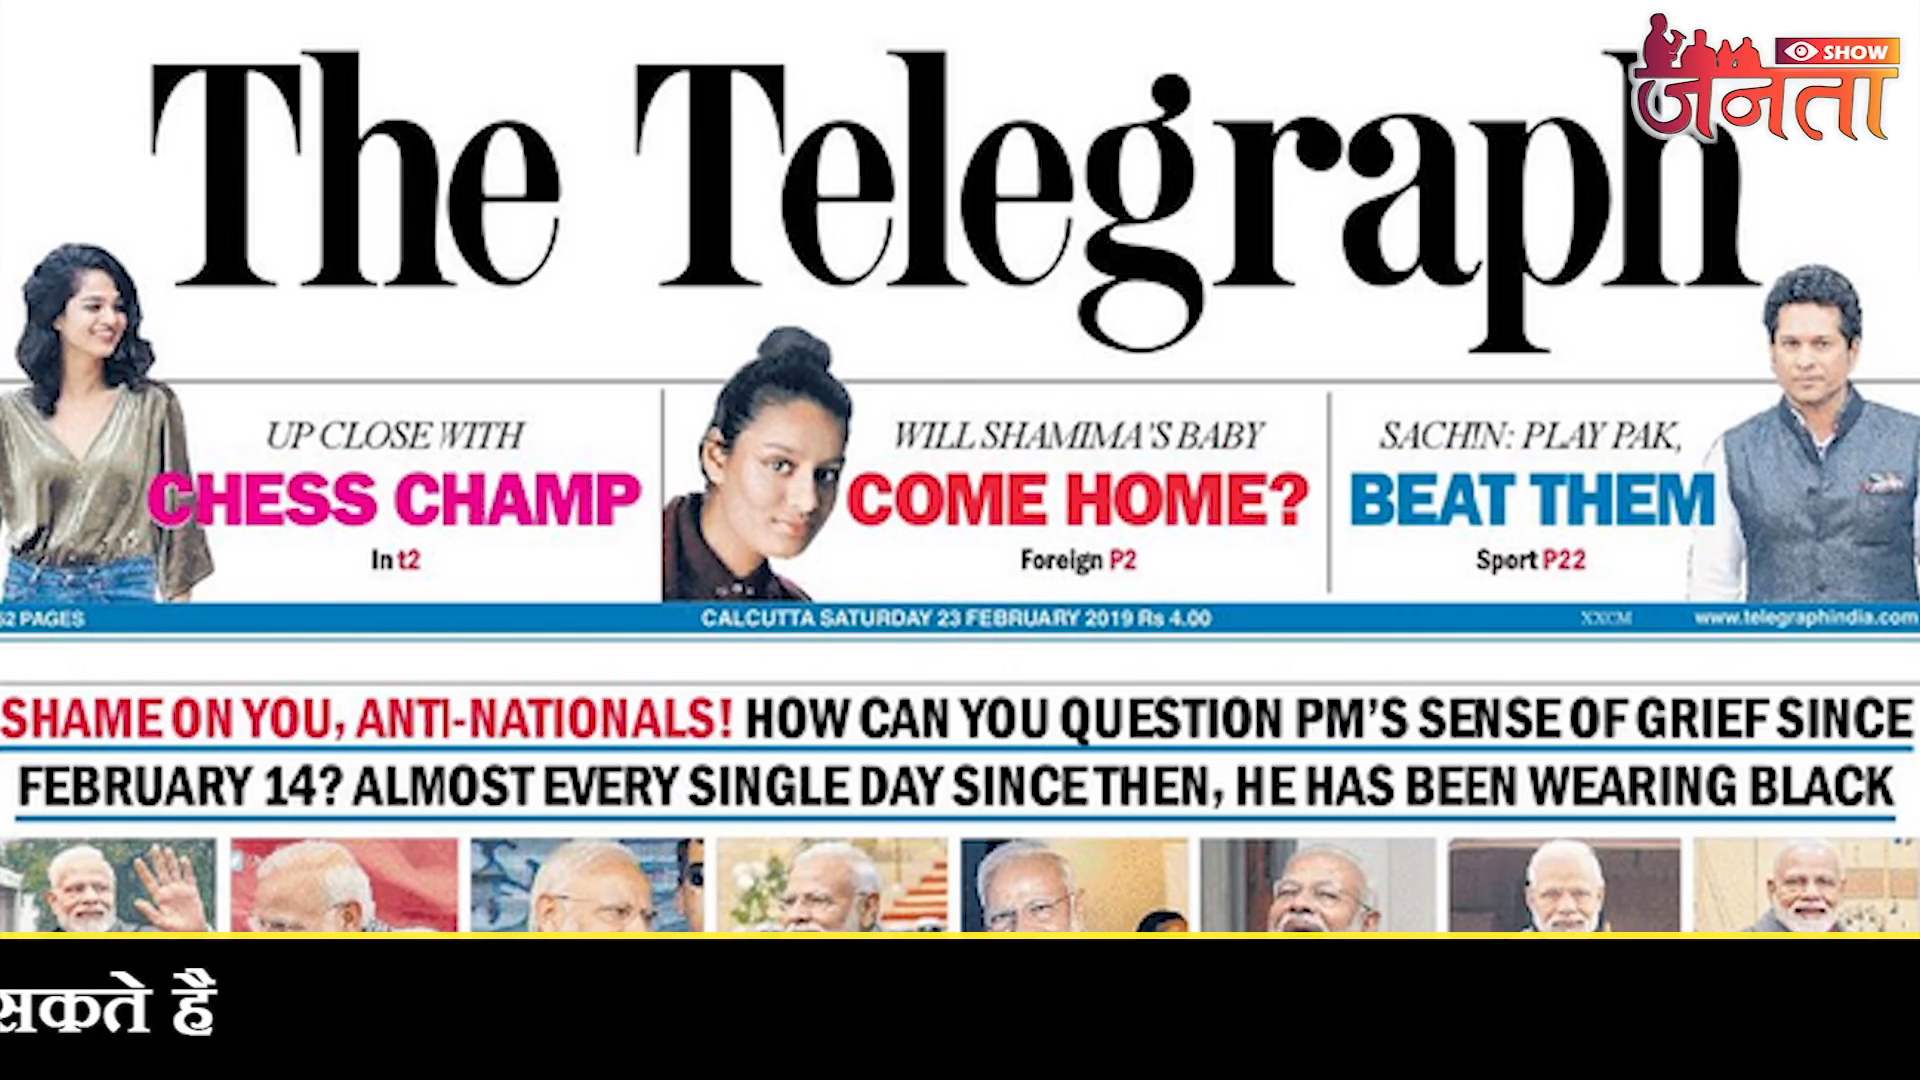 SHOW
जनता
The Telegraph
UP CLOSE WITH
CHESS CHAMP
In t2
WILL SHAMIMA'S BABY
COME HOME?
Foreign P2
SACHIN: PLAY PAK,
BEAT THEM
Sport P22
52 PAGES
CALCUTTA SATURDAY 23 FEBRUARY 2019 Rs 4.00
XXCM
www.telegraphindia.com
SHAME ON YOU, ANTI-NATIONALS! HOW CAN YOU QUESTION PM'S SENSE OF GRIEF SINCE
FEBRUARY 14? ALMOST EVERY SINGLE DAY SINCE THEN, HE HAS BEEN WEARING BLACK
सकते है